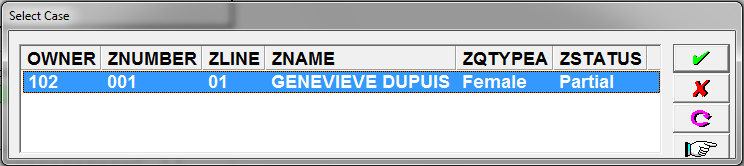 Select Case
OWNER ZNUMBER ZLINE ZNAME ZQTYPEA ZSTATUS
102 001 01 GENEVIEVE DUPUIS Female Partial